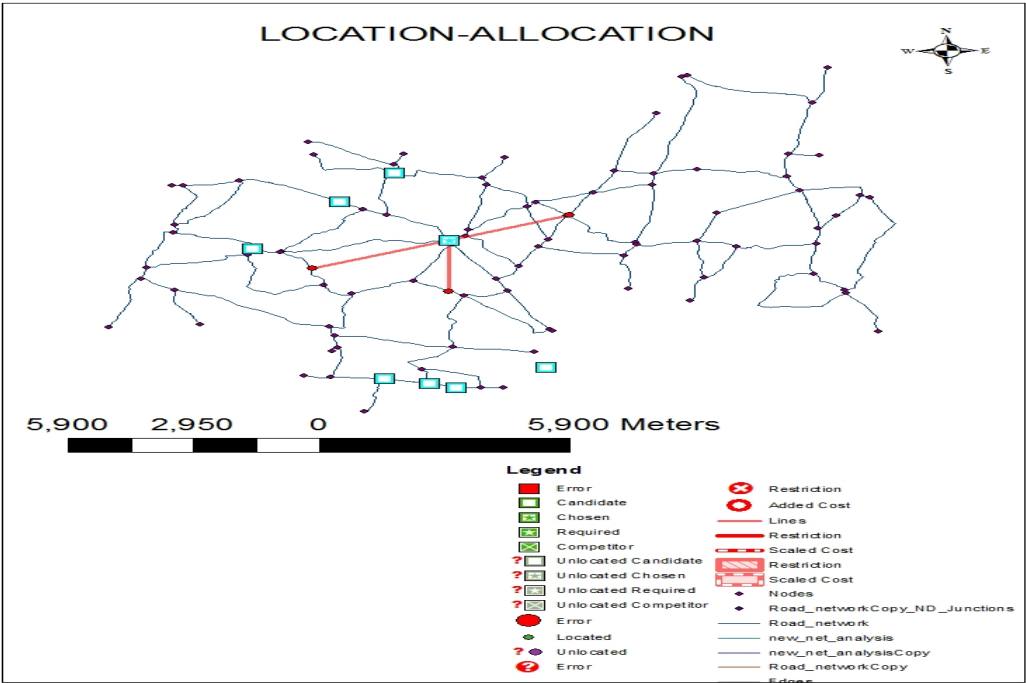 LOCATION-ALLOCATION
N
W E
S
5,900 2,950 0 5,900 Meters
Legend
Error
Candidate
Chosen
Required
Competitor
? Unlocated Candidate
? Unlocated Chosen
? Unlocated Required
? Unlocated Competitor
Error
Located
? Unlocated
? Error
Restriction
Added Cost
Lines
Restriction
Scaled Cost
Restriction
Scaled Cost
Nodes
Road_networkCopy_ND_Junctions
Road_network
new_net_analysis
new_net_analysisCopy
Road_networkCopy
Edges